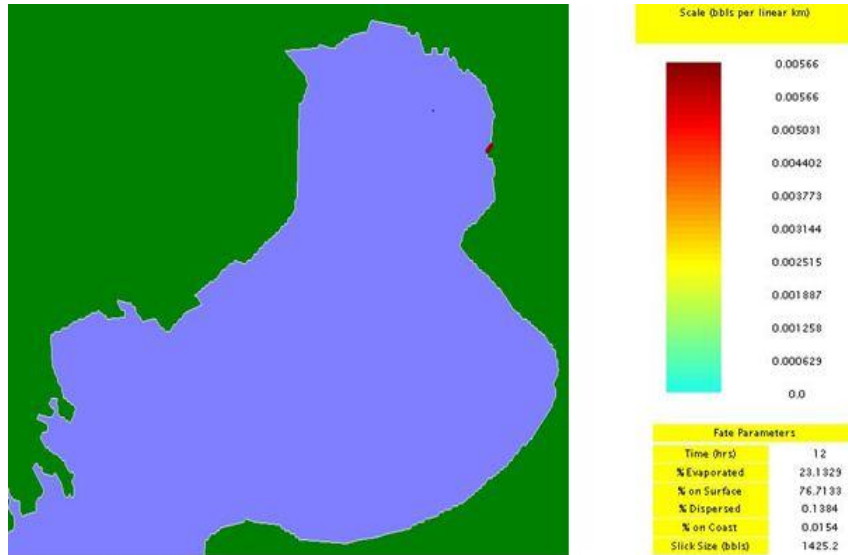 Scale (bbls per linear km)
0.00566
0.00566
0.005031
0.004402
0.003773
0.003144
0.002515
0.001887
0.001258
0.000629
0.0
Fate Parameters
Time (hrs) 12
% Evaporated 23.1329
% on Surface 76.7133
% Dispersed 0.1384
% on Coast 0.0154
Slick Size (bbls) 1425.2